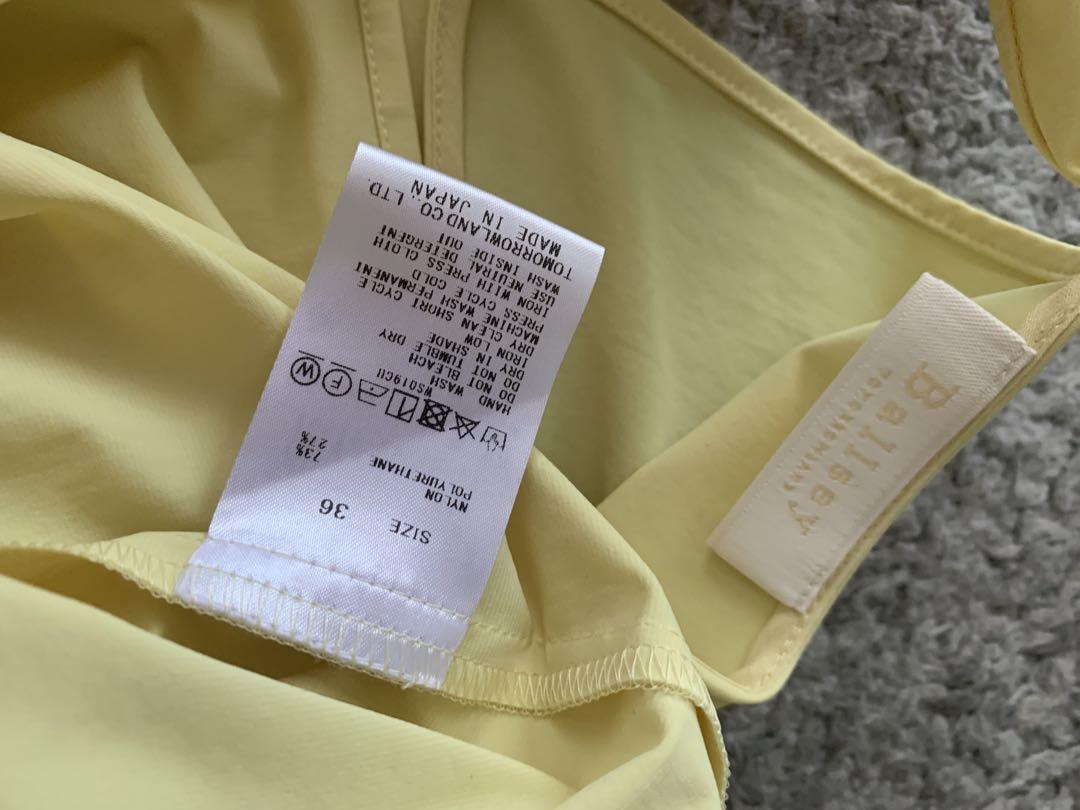 SIZE 36
NYLON 73%
POLYURETHANE 27%
WS019CU
HAND WASH
DO NOT BLEACH
DO NOT TUMBLE DRY
DRY IN SHADE
IRON LOW
DRY CLEAN SHORT CYCLE
MACHINE WASH PERMANENT
PRESS CYCLE COLD
IRON WITH PRESS CLOTH
USE NEUTRAL DETERGENT
WASH INSIDE OUT
TOMORROWLAND CO., LTD.
MADE IN JAPAN
F
W
Ballsey
TOMORROWLAND